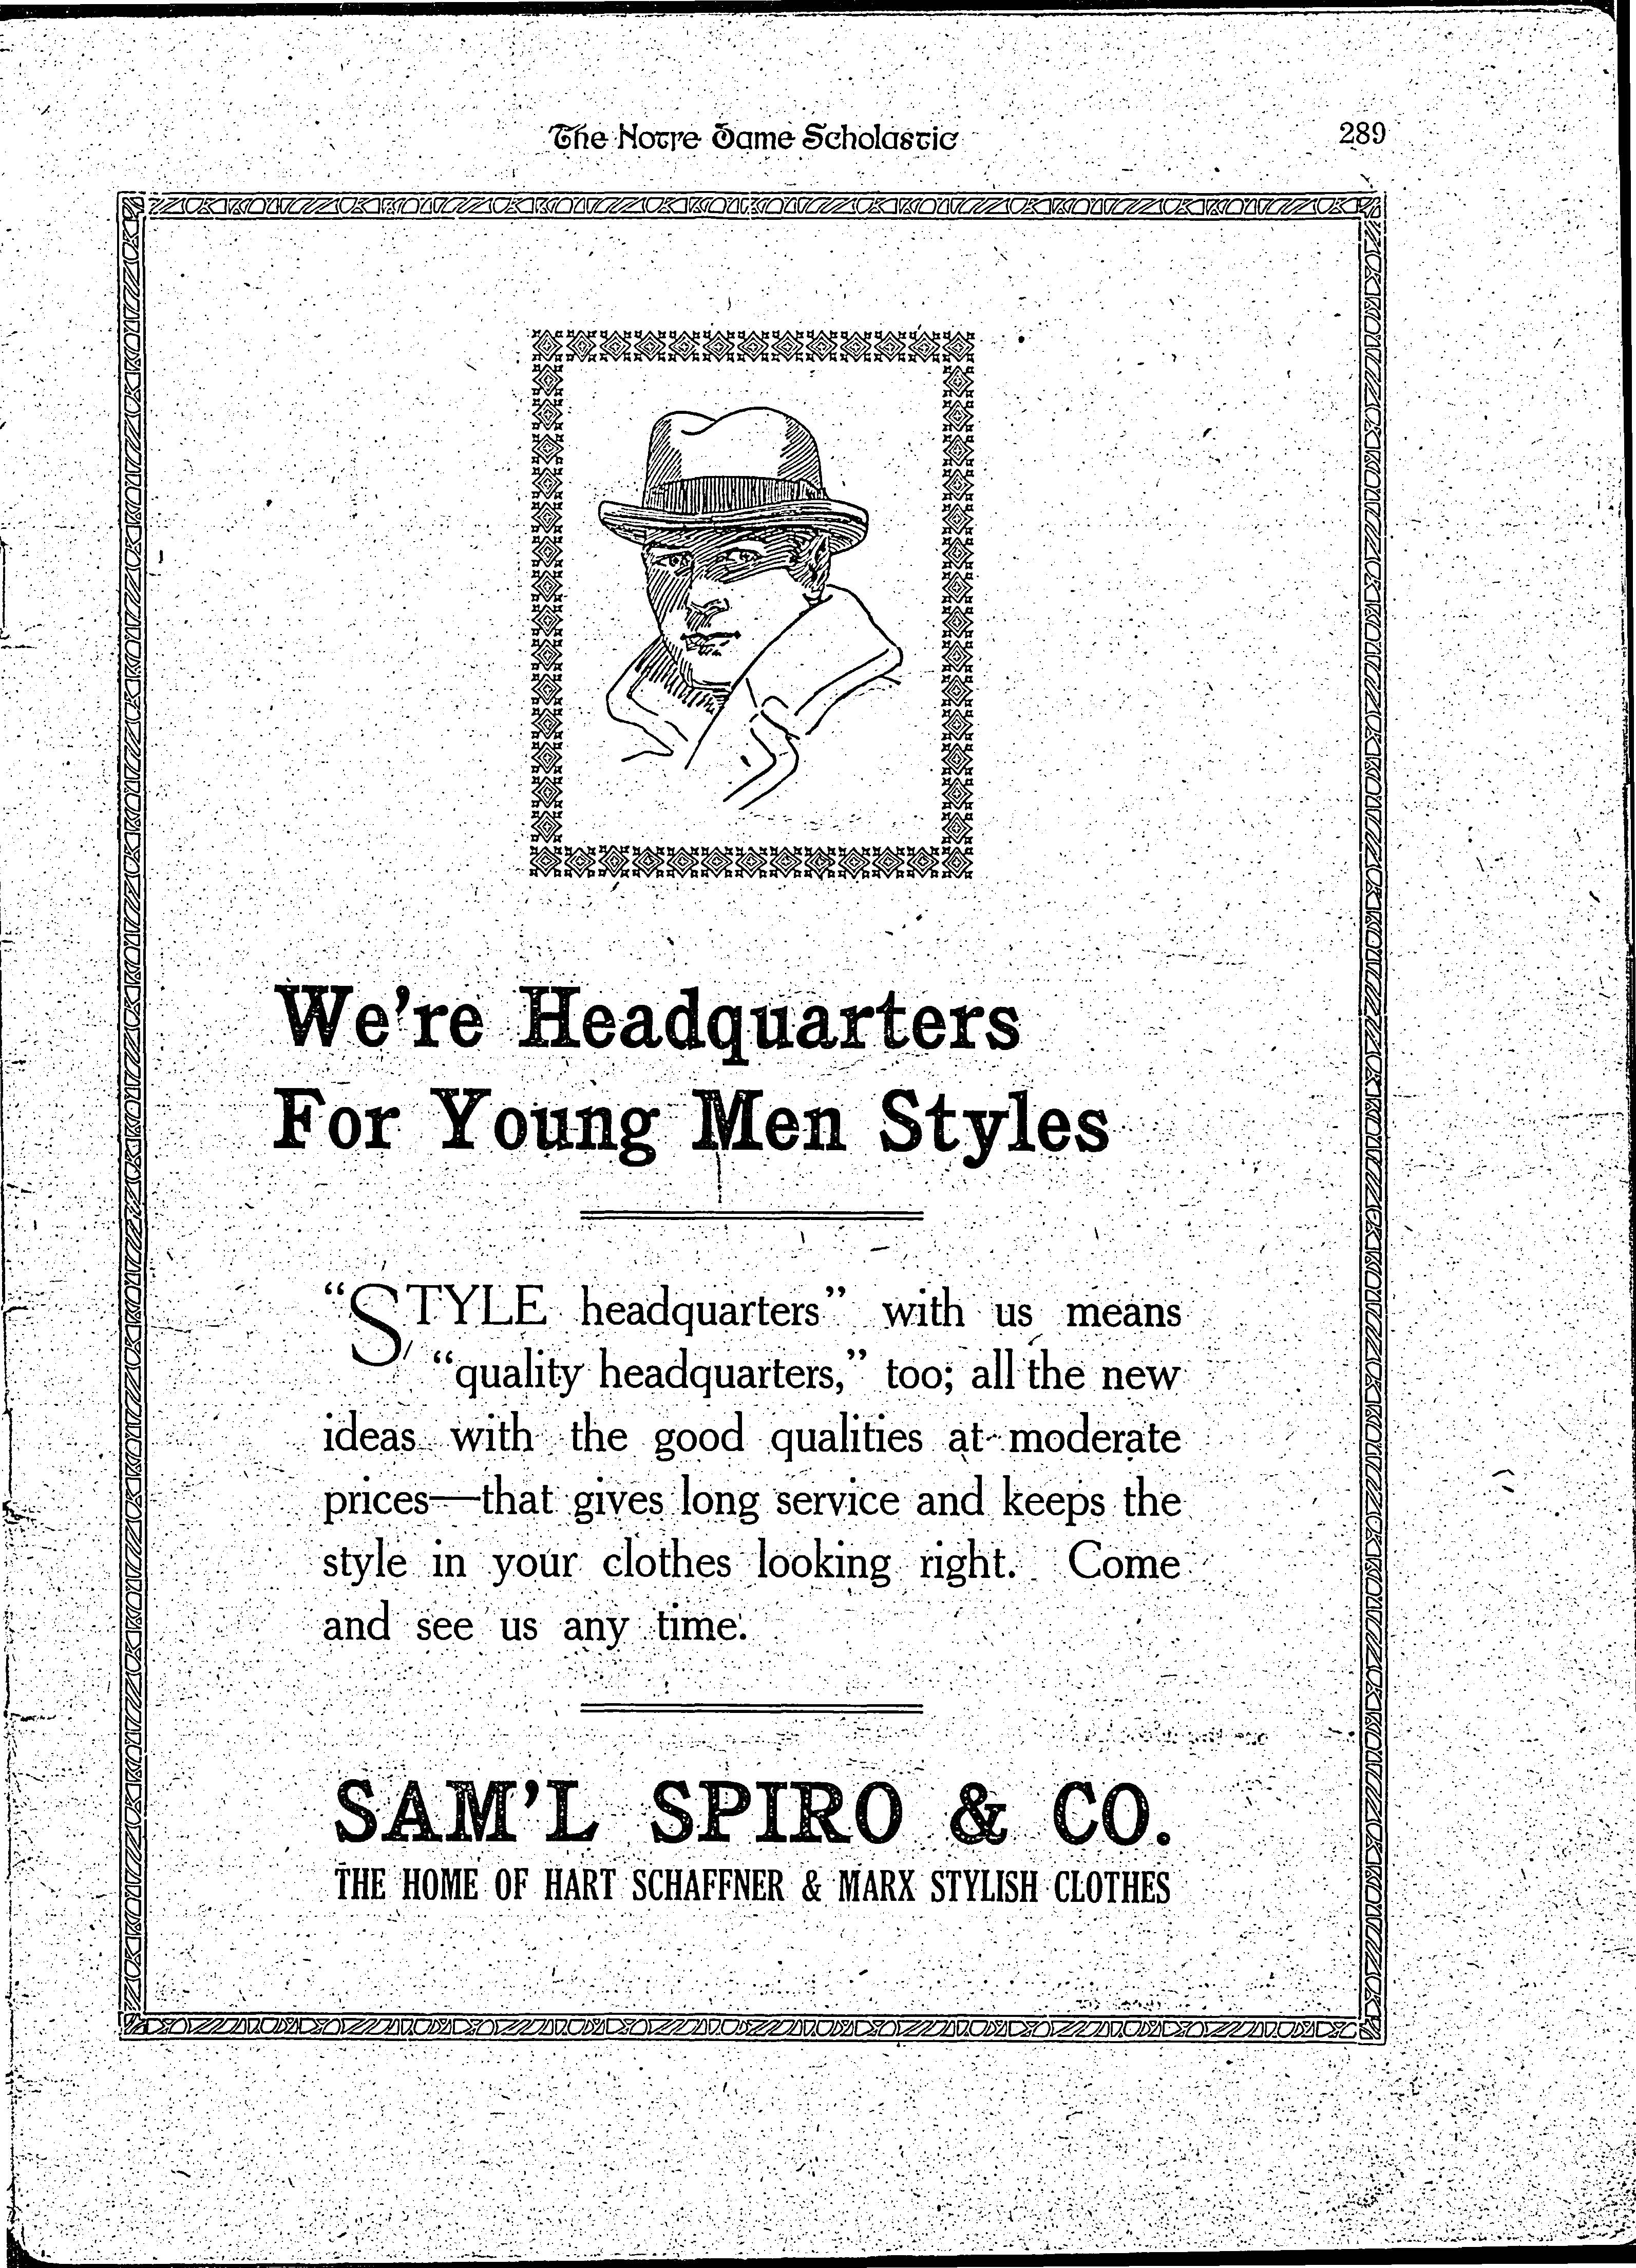 The Notre Dame Scholastic 289
We're Headquarters
For Young Men Styles
“STYLE headquarters” with us means
“quality headquarters,” too; all the new
ideas with the good qualities at moderate
prices—that gives long service and keeps the
style in your clothes looking right. Come
and see us any time.
SAM'L SPIRO & CO.
THE HOME OF HART SCHAFFNER & MARX STYLISH CLOTHES